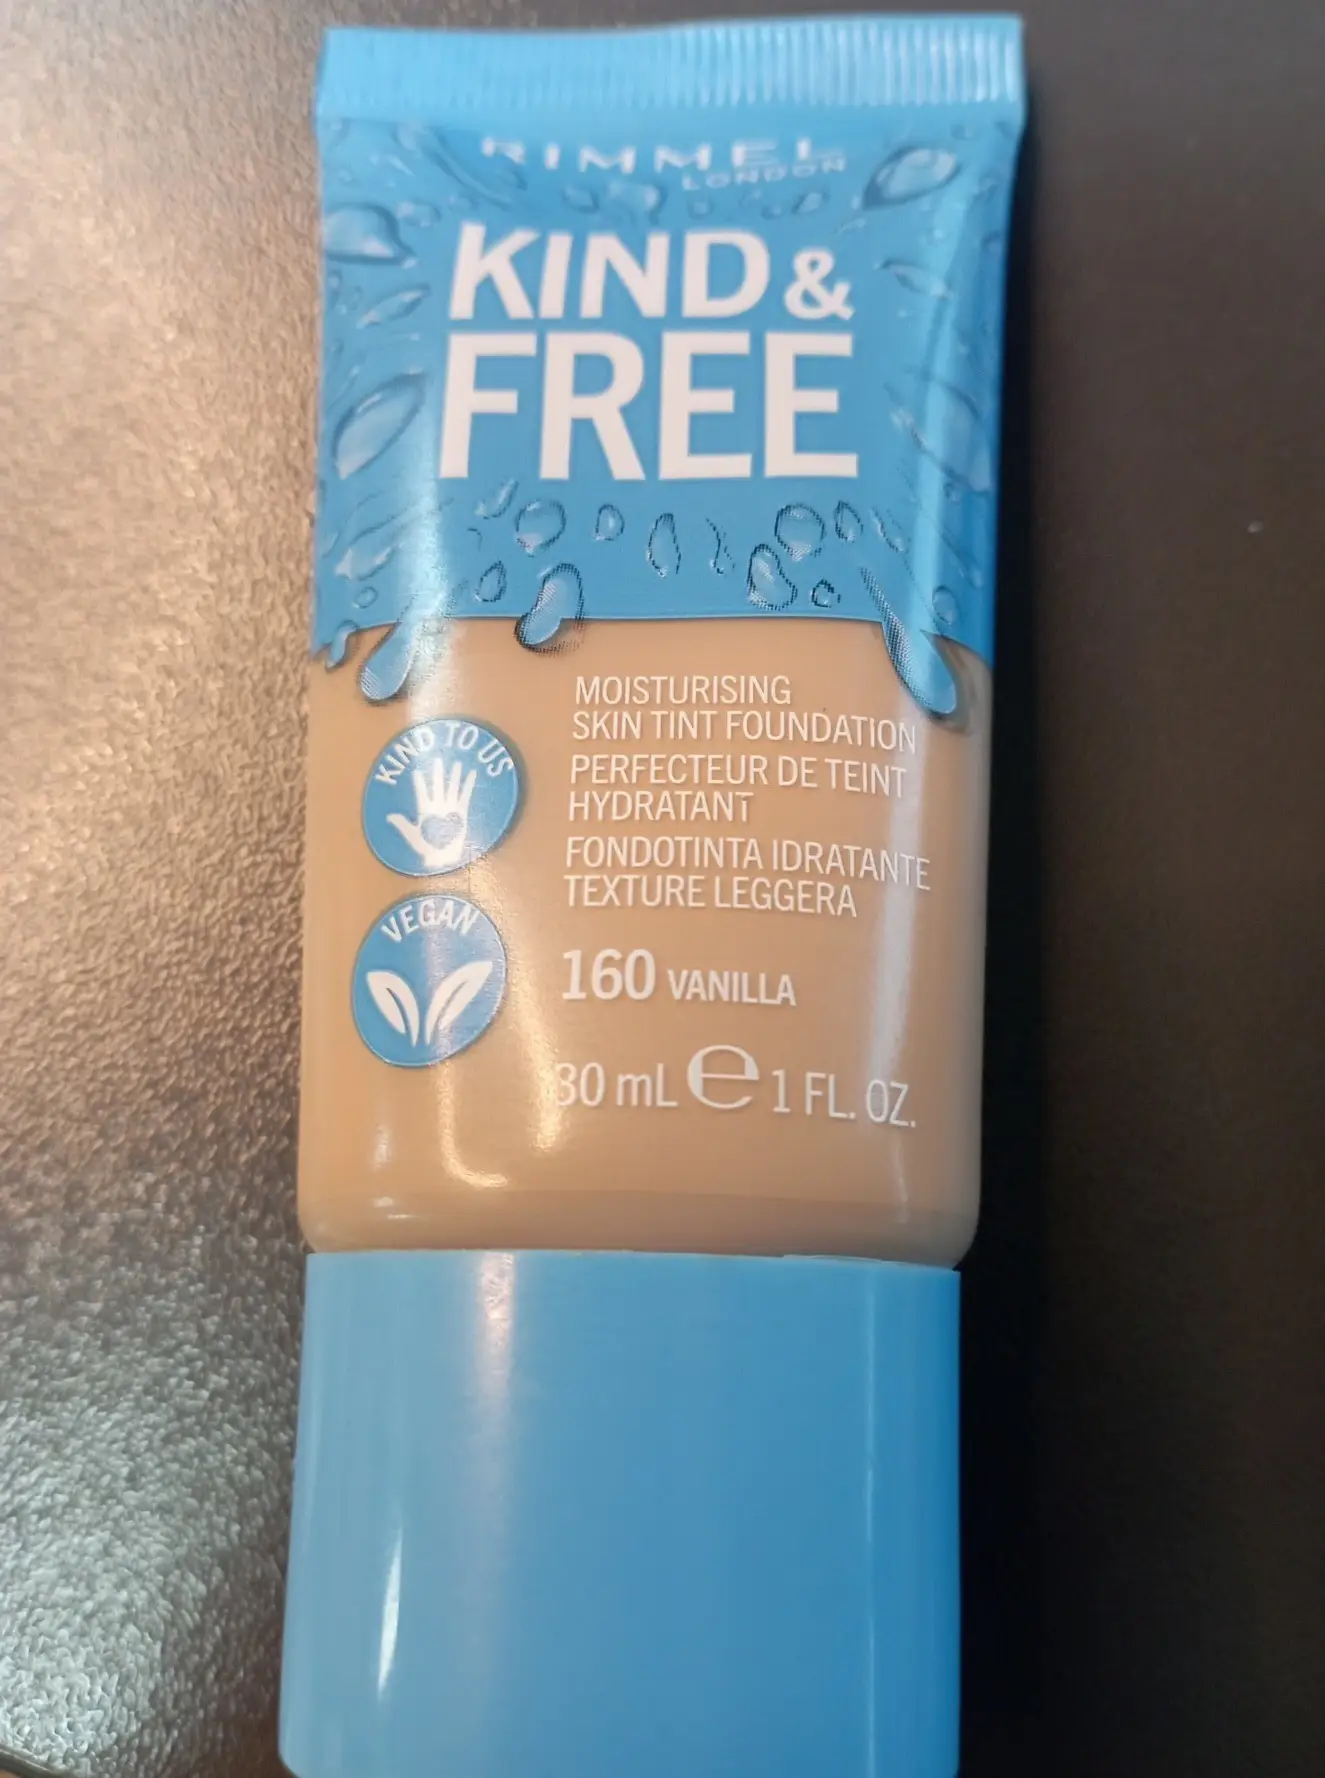 RIMMEL
LONDON
KIND &
FREE
MOISTURISING
SKIN TINT FOUNDATION
PERFECTEUR DE TEINT
HYDRATANT
FONDOTINTA IDRATANTE
TEXTURE LEGGERA
KIND TO US
VEGAN
160 VANILLA
30 mL e 1 FL. OZ.